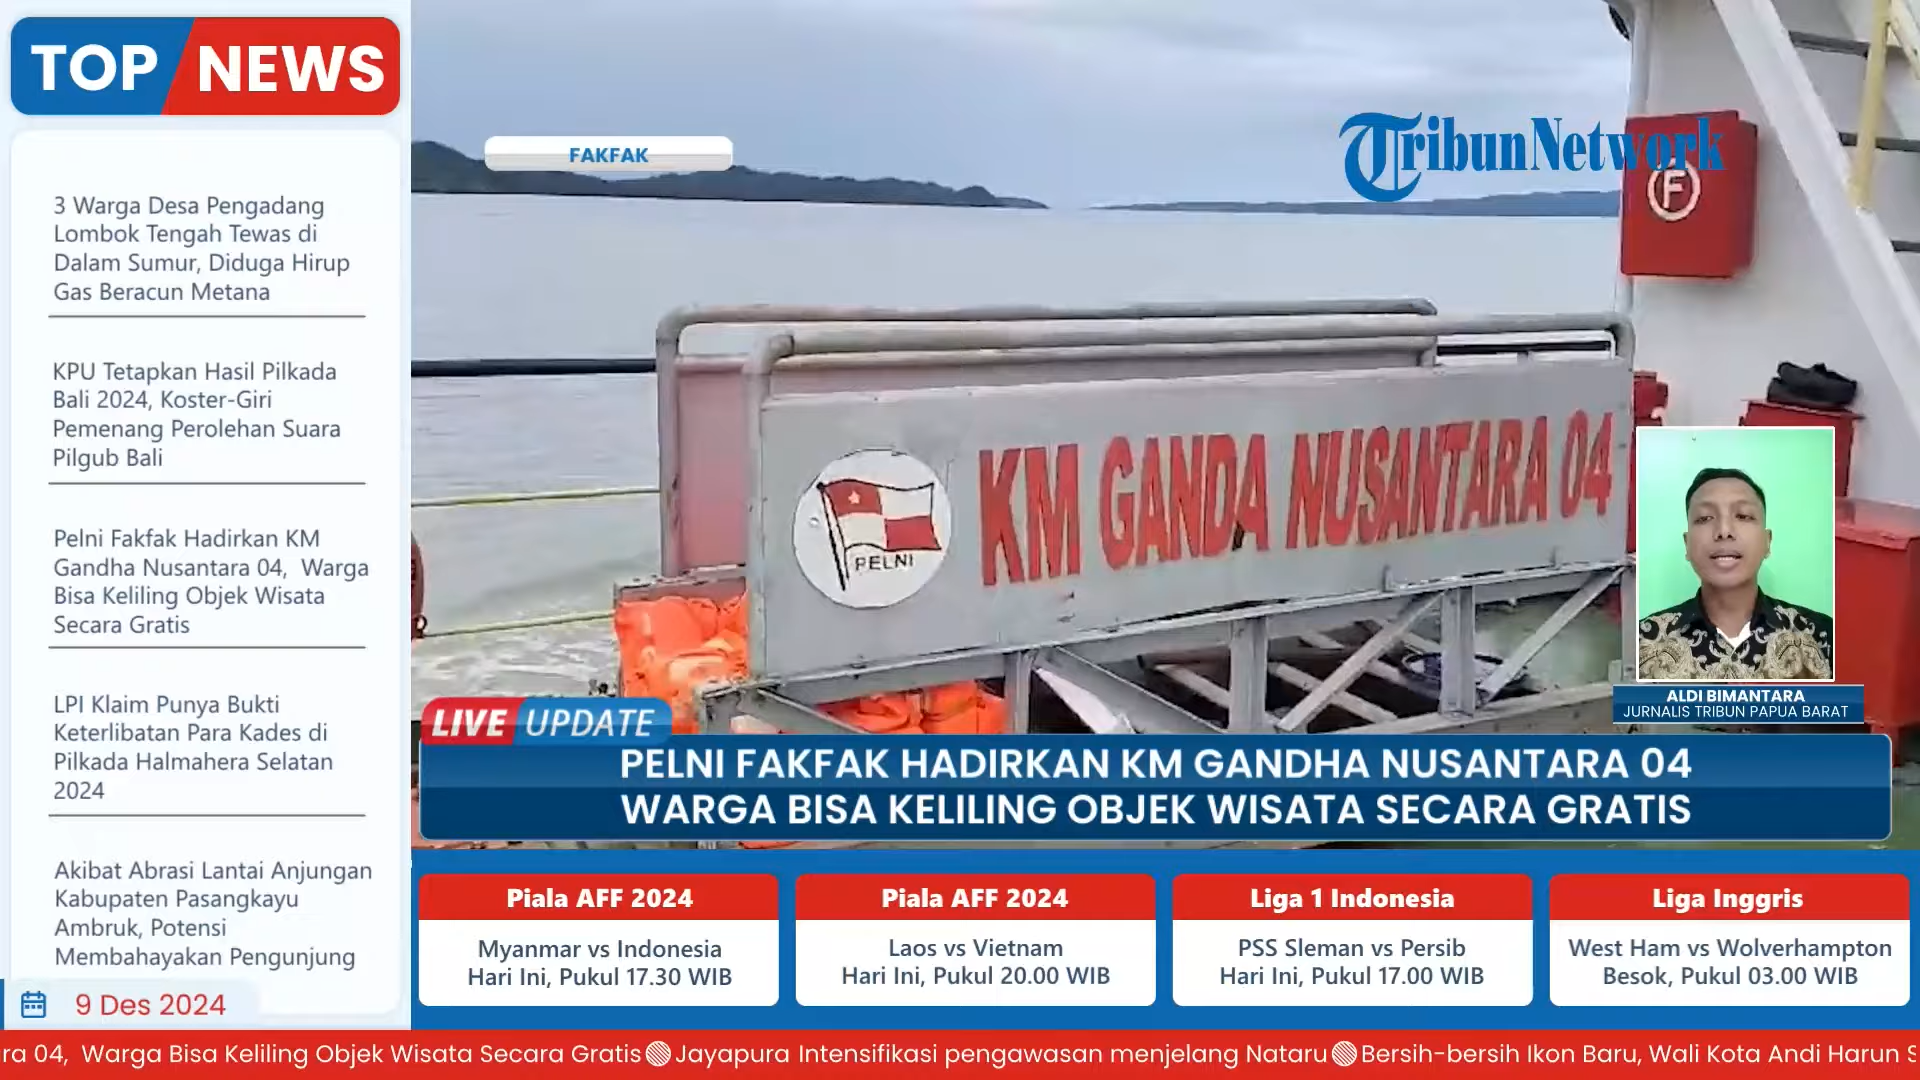 TOP NEWS
3 Warga Desa Pengadang
Lombok Tengah Tewas di
Dalam Sumur, Diduga Hirup
Gas Beracun Metana
KPU Tetapkan Hasil Pilkada
Bali 2024, Koster-Giri
Pemenang Perolehan Suara
Pilgub Bali
Pelni Fakfak Hadirkan KM
Gandha Nusantara 04, Warga
Bisa Keliling Objek Wisata
Secara Gratis
LPI Klaim Punya Bukti
Keterlibatan Para Kades di
Pilkada Halmahera Selatan
2024
Akibat Abrasi Lantai Anjungan
Kabupaten Pasangkayu
Ambruk, Potensi
Membahayakan Pengunjung
9 Des 2024
FAKFAK
TribunNetwork
F
KM GANDA NUSANTARA 04
PELNI
ALDI BIMANTARA
JURNALIS TRIBUN PAPUA BARAT
LIVE UPDATE
PELNI FAKFAK HADIRKAN KM GANDHA NUSANTARA 04
WARGA BISA KELILING OBJEK WISATA SECARA GRATIS
Piala AFF 2024
Myanmar vs Indonesia
Hari Ini, Pukul 17.30 WIB
Piala AFF 2024
Laos vs Vietnam
Hari Ini, Pukul 20.00 WIB
Liga 1 Indonesia
PSS Sleman vs Persib
Hari Ini, Pukul 17.00 WIB
Liga Inggris
West Ham vs Wolverhampton
Besok, Pukul 03.00 WIB
ra 04, Warga Bisa Keliling Objek Wisata Secara Gratis Jayapura Intensifikasi pengawasan menjelang Nataru Bersih-bersih Ikon Baru, Wali Kota Andi Harun S